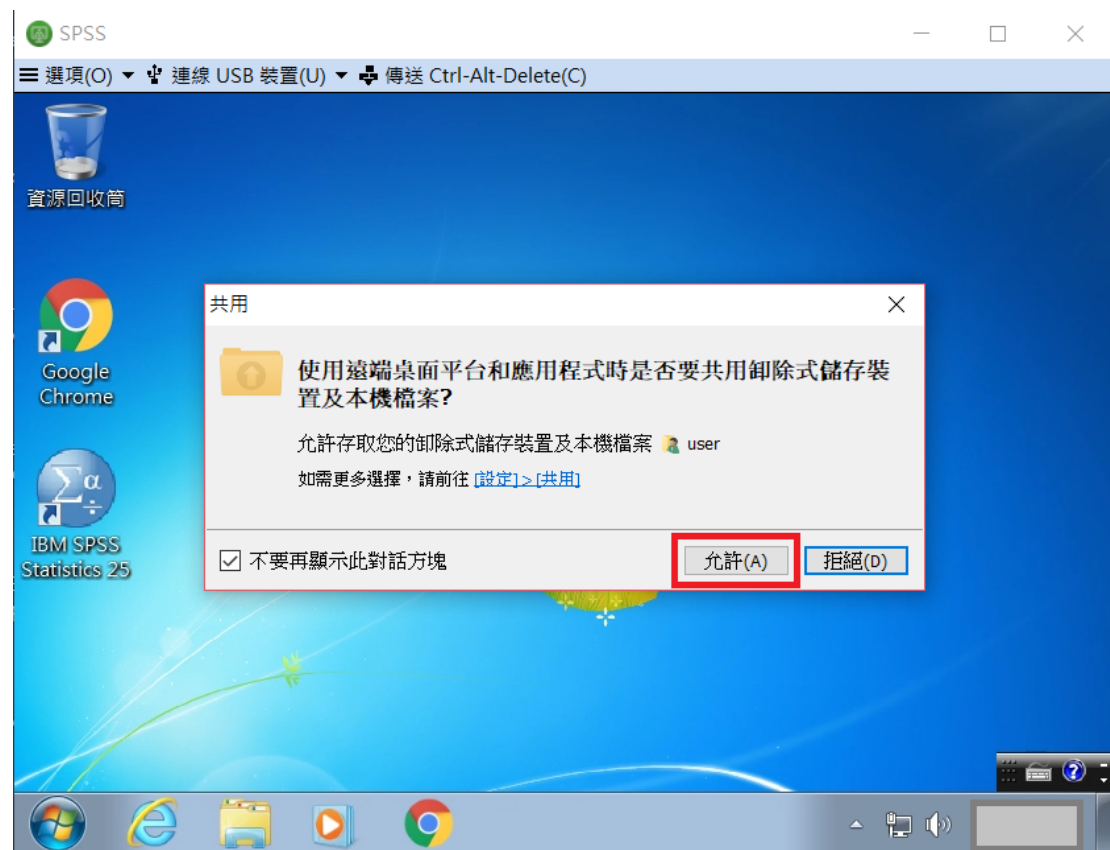 SPSS
選項(O) 連線 USB 裝置(U) 傳送 Ctrl-Alt-Delete(C)
資源回收筒
Google
Chrome
IBM SPSS
Statistics 25
共用
使用遠端桌面平台和應用程式時是否要共用卸除式儲存裝
置及本機檔案?
允許存取您的卸除式儲存裝置及本機檔案 user
如需更多選擇，請前往 [設定] > [共用]
不要再顯示此對話方塊
允許(A) 拒絕(D)